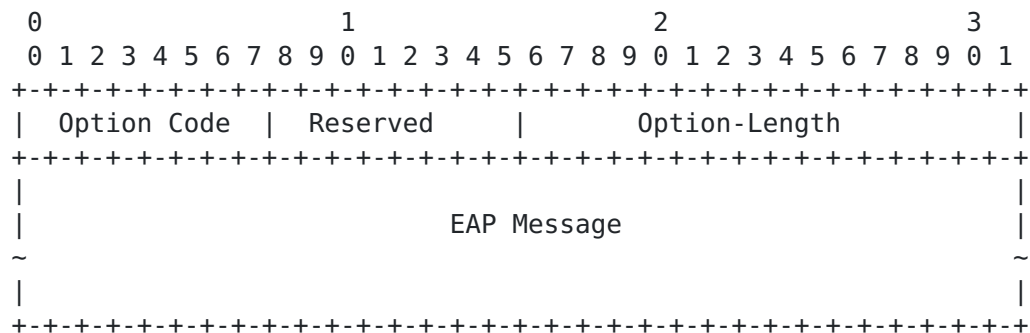 0                   1                   2                   3
 0 1 2 3 4 5 6 7 8 9 0 1 2 3 4 5 6 7 8 9 0 1 2 3 4 5 6 7 8 9 0 1
+-+-+-+-+-+-+-+-+-+-+-+-+-+-+-+-+-+-+-+-+-+-+-+-+-+-+-+-+-+-+-+-+
|  Option Code  |  Reserved     |       Option-Length           |
+-+-+-+-+-+-+-+-+-+-+-+-+-+-+-+-+-+-+-+-+-+-+-+-+-+-+-+-+-+-+-+-+
|                                                               |
|                           EAP Message                         |
~                                                               ~
|                                                               |
+-+-+-+-+-+-+-+-+-+-+-+-+-+-+-+-+-+-+-+-+-+-+-+-+-+-+-+-+-+-+-+-+